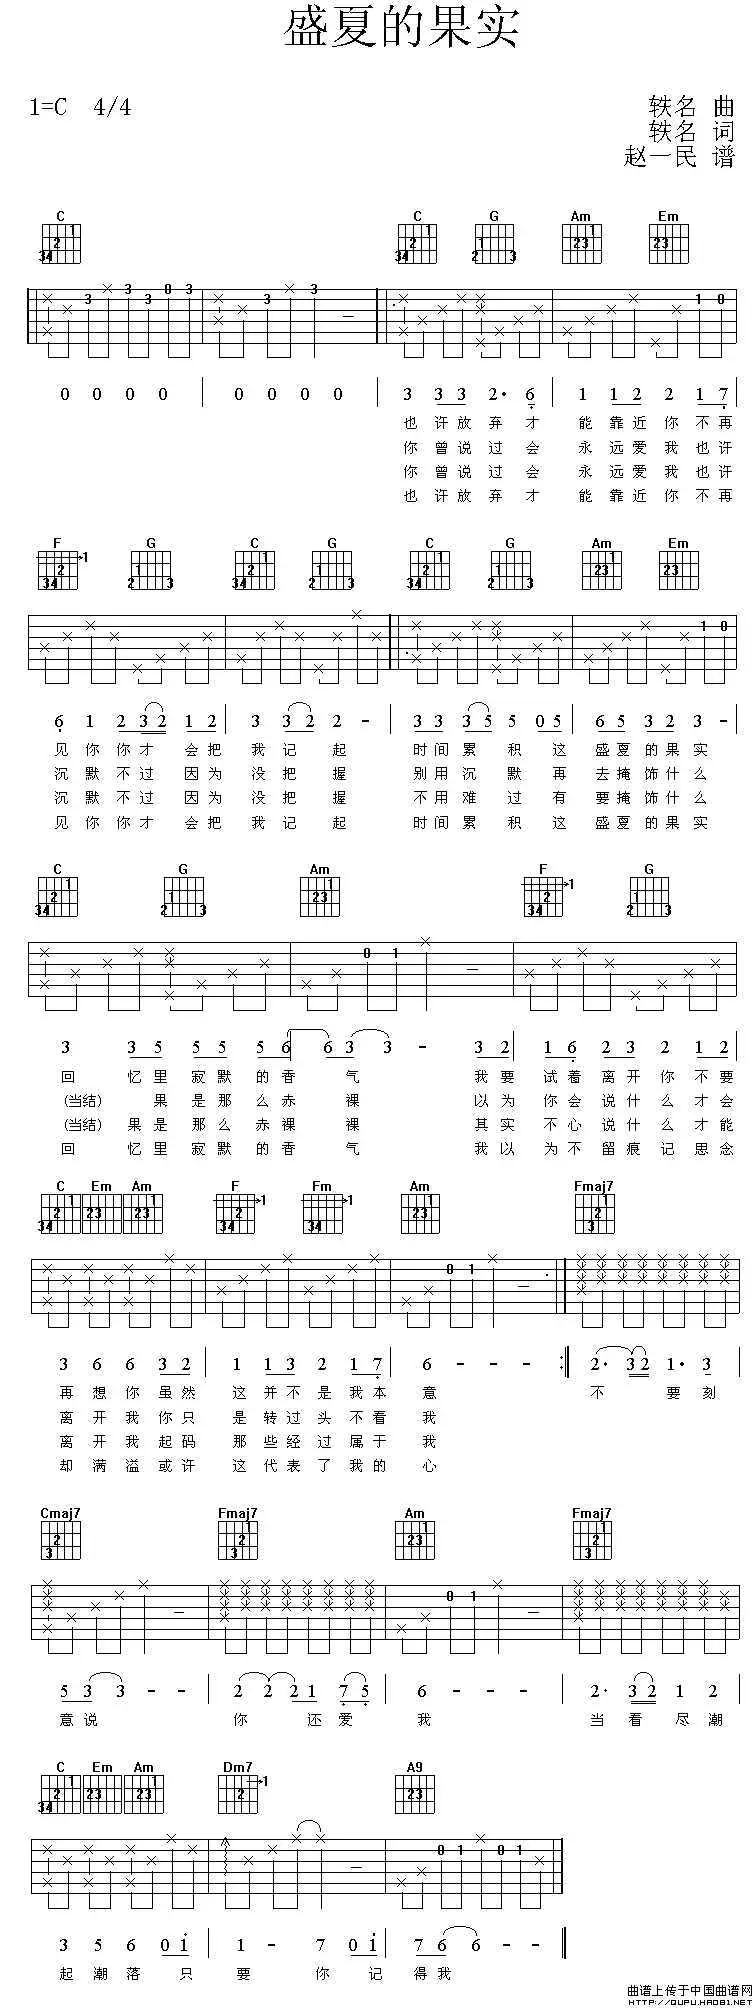 盛夏的果实
1=C 4/4
轶名 曲
轶名 词
赵一民 谱
C C G Am Em
3 3 3 0 3 3 3 1 0
0 0 0 0 | 0 0 0 0 | 3 3 3 2· 6 | 1 1 2 2 1 7
也 许 放 弃 才 能 靠 近 你 不 再
你 曾 说 过 会 永 远 爱 我 也 许
你 曾 说 过 会 永 远 爱 我 也 许
也 许 放 弃 才 能 靠 近 你 不 再
F G C G C G Am Em
1 0
6 1 2 3 2 1 2 | 3 3 2 2 - | 3 3 3 5 5 0 5 | 6 5 3 2 3 -
见 你 你 才 会 把 我 记 起 时 间 累 积 这 盛 夏 的 果 实
沉 默 不 过 因 为 没 把 握 别 用 沉 默 再 去 掩 饰 什 么
沉 默 不 过 因 为 没 把 握 不 用 难 过 有 要 掩 饰 什 么
见 你 你 才 会 把 我 记 起 时 间 累 积 这 盛 夏 的 果 实
C G Am F G
0 1
3 3 5 5 5 5 6 | 6 3 3 - 3 2 | 1 6 2 3 2 1 2
回 忆 里 寂 默 的 香 气 我 要 试 着 离 开 你 不 要
(当结) 果 是 那 么 赤 裸 以 为 你 会 说 什 么 才 会
(当结) 果 是 那 么 赤 裸 裸 其 实 不 心 说 什 么 才 能
回 忆 里 寂 默 的 香 气 我 以 为 不 留 痕 记 思 念
C Em Am F Fm Am Fmaj7
0 1
3 6 6 3 2 | 1 1 3 2 1 7 | 6 - - - :‖ 2· 3 2 1· 3
再 想 你 虽 然 这 并 不 是 我 本 意 不 要 刻
离 开 我 你 只 是 转 过 头 不 看 我
离 开 我 起 码 那 些 经 过 属 于 我
却 满 溢 或 许 这 代 表 了 我 的 心
Cmaj7 Fmaj7 Am Fmaj7
0 1
5 3 3 - - | 2 2 2 1 7 5 | 6 - - - | 2· 3 2 1 2
意 说 你 还 爱 我 当 看 尽 潮
C Em Am Dm7 A9
0 1 0 1
3 5 6 0 1 | 1 - 7 0 1 | 7 6 6 - - ‖
起 潮 落 只 要 你 记 得 我
曲谱上传于中国曲谱网
http://QUPU.HAO81.NET